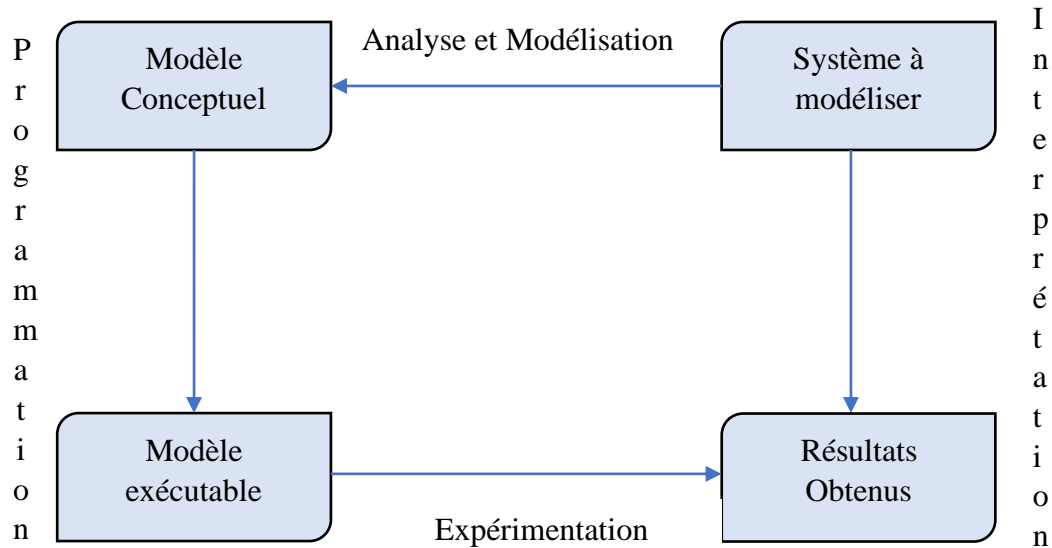 Programmation
Modèle
Conceptuel
Analyse et Modélisation
Système à
modéliser
Interprétation
Modèle
exécutable
Expérimentation
Résultats
Obtenus